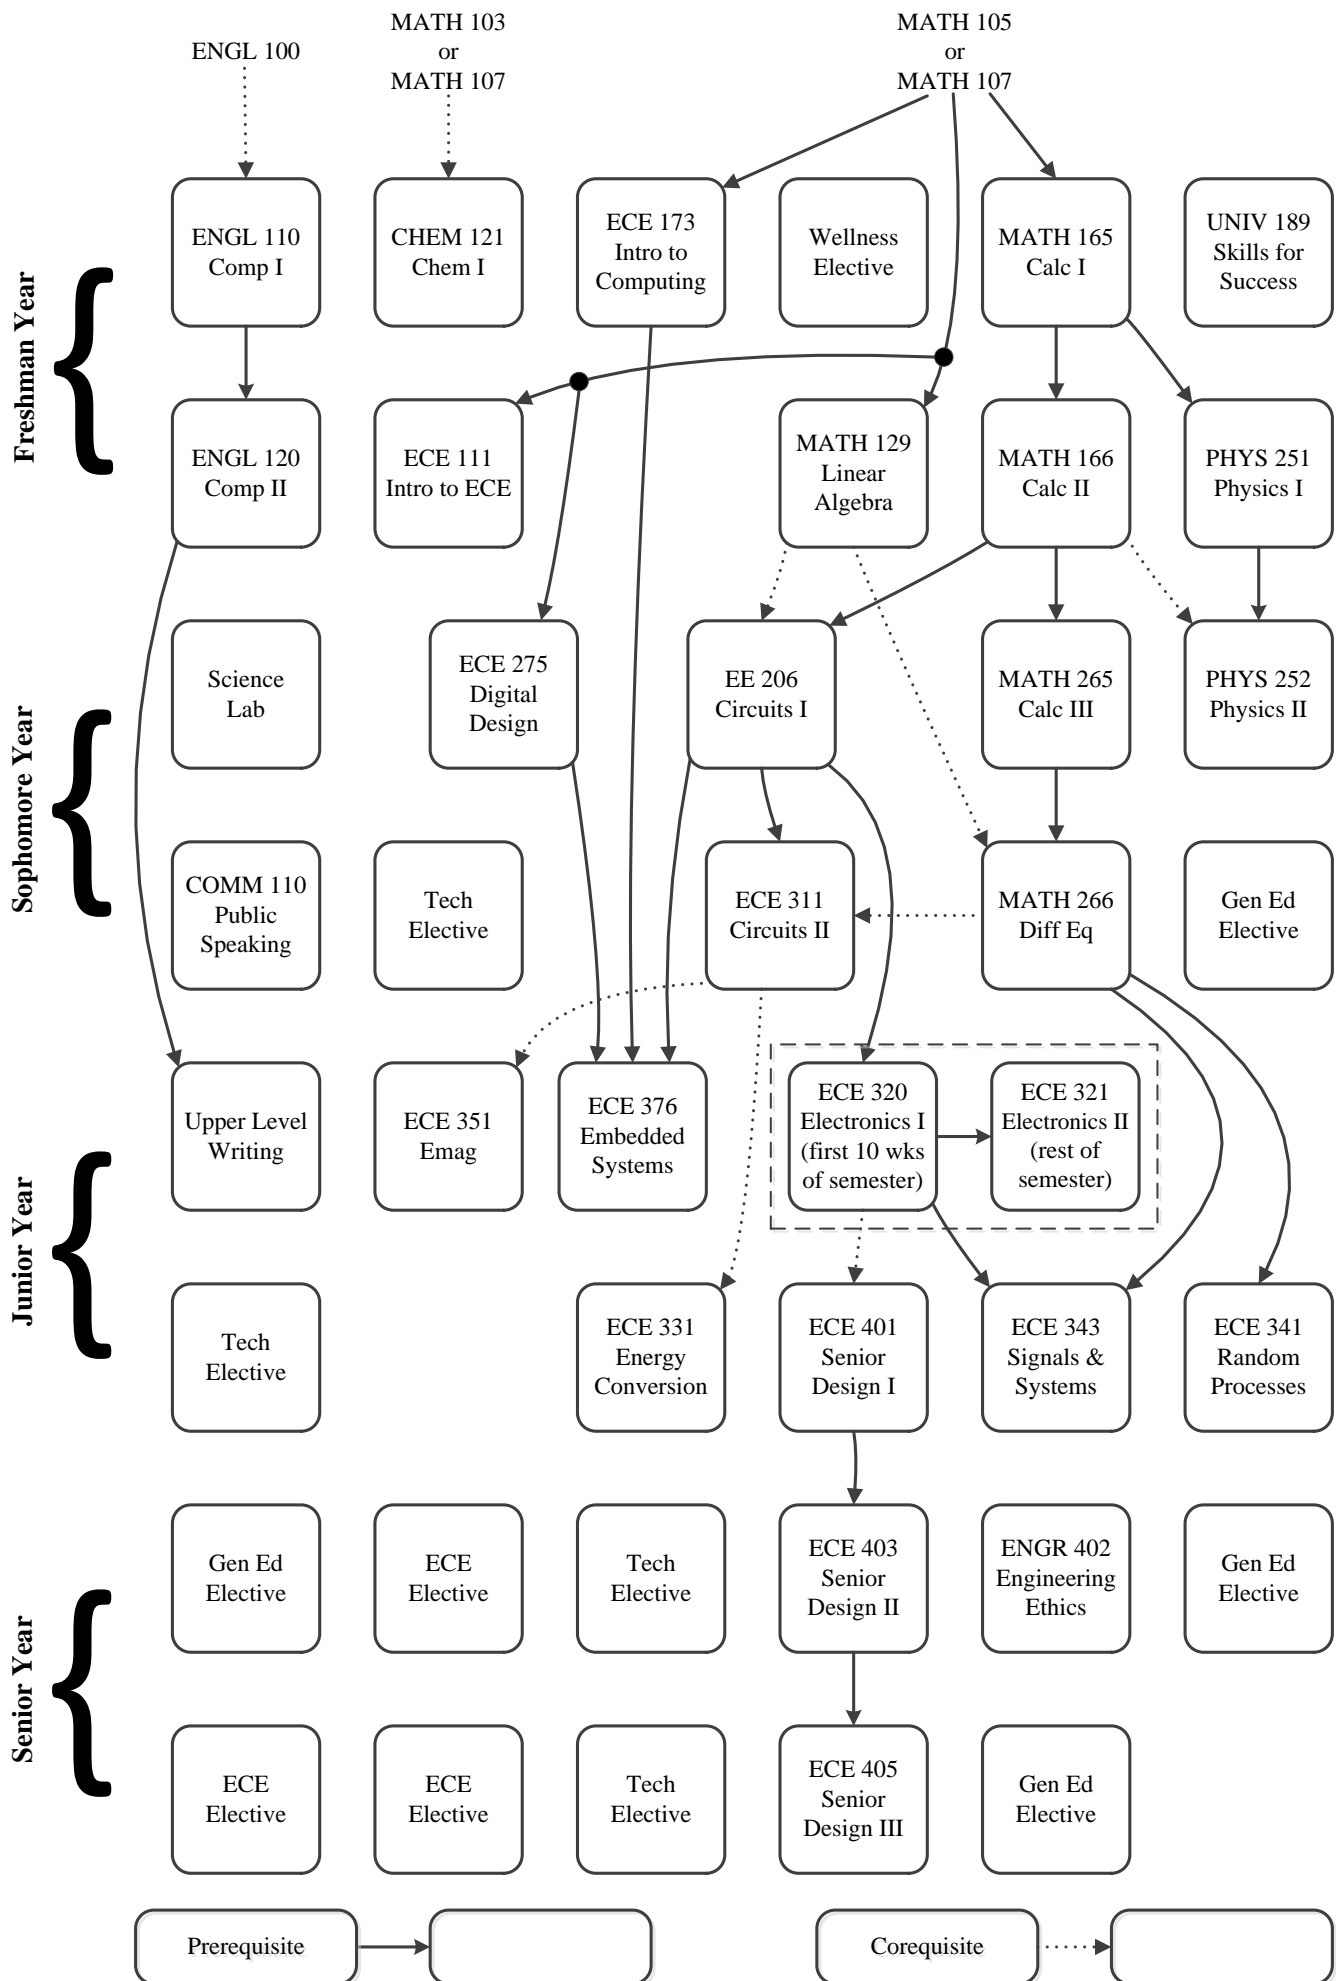 ENGL 100
MATH 103
or
MATH 107
MATH 105
or
MATH 107
Freshman Year
ENGL 110
Comp I
CHEM 121
Chem I
ECE 173
Intro to
Computing
Wellness
Elective
MATH 165
Calc I
UNIV 189
Skills for
Success
ENGL 120
Comp II
ECE 111
Intro to ECE
MATH 129
Linear
Algebra
MATH 166
Calc II
PHYS 251
Physics I
Sophomore Year
Science
Lab
ECE 275
Digital
Design
EE 206
Circuits I
MATH 265
Calc III
PHYS 252
Physics II
COMM 110
Public
Speaking
Tech
Elective
ECE 311
Circuits II
MATH 266
Diff Eq
Gen Ed
Elective
Junior Year
Upper Level
Writing
ECE 351
Emag
ECE 376
Embedded
Systems
ECE 320
Electronics I
(first 10 wks
of semester)
ECE 321
Electronics II
(rest of
semester)
Tech
Elective
ECE 331
Energy
Conversion
ECE 401
Senior
Design I
ECE 343
Signals &
Systems
ECE 341
Random
Processes
Senior Year
Gen Ed
Elective
ECE
Elective
Tech
Elective
ECE 403
Senior
Design II
ENGR 402
Engineering
Ethics
Gen Ed
Elective
ECE
Elective
ECE
Elective
Tech
Elective
ECE 405
Senior
Design III
Gen Ed
Elective
Prerequisite
Corequisite